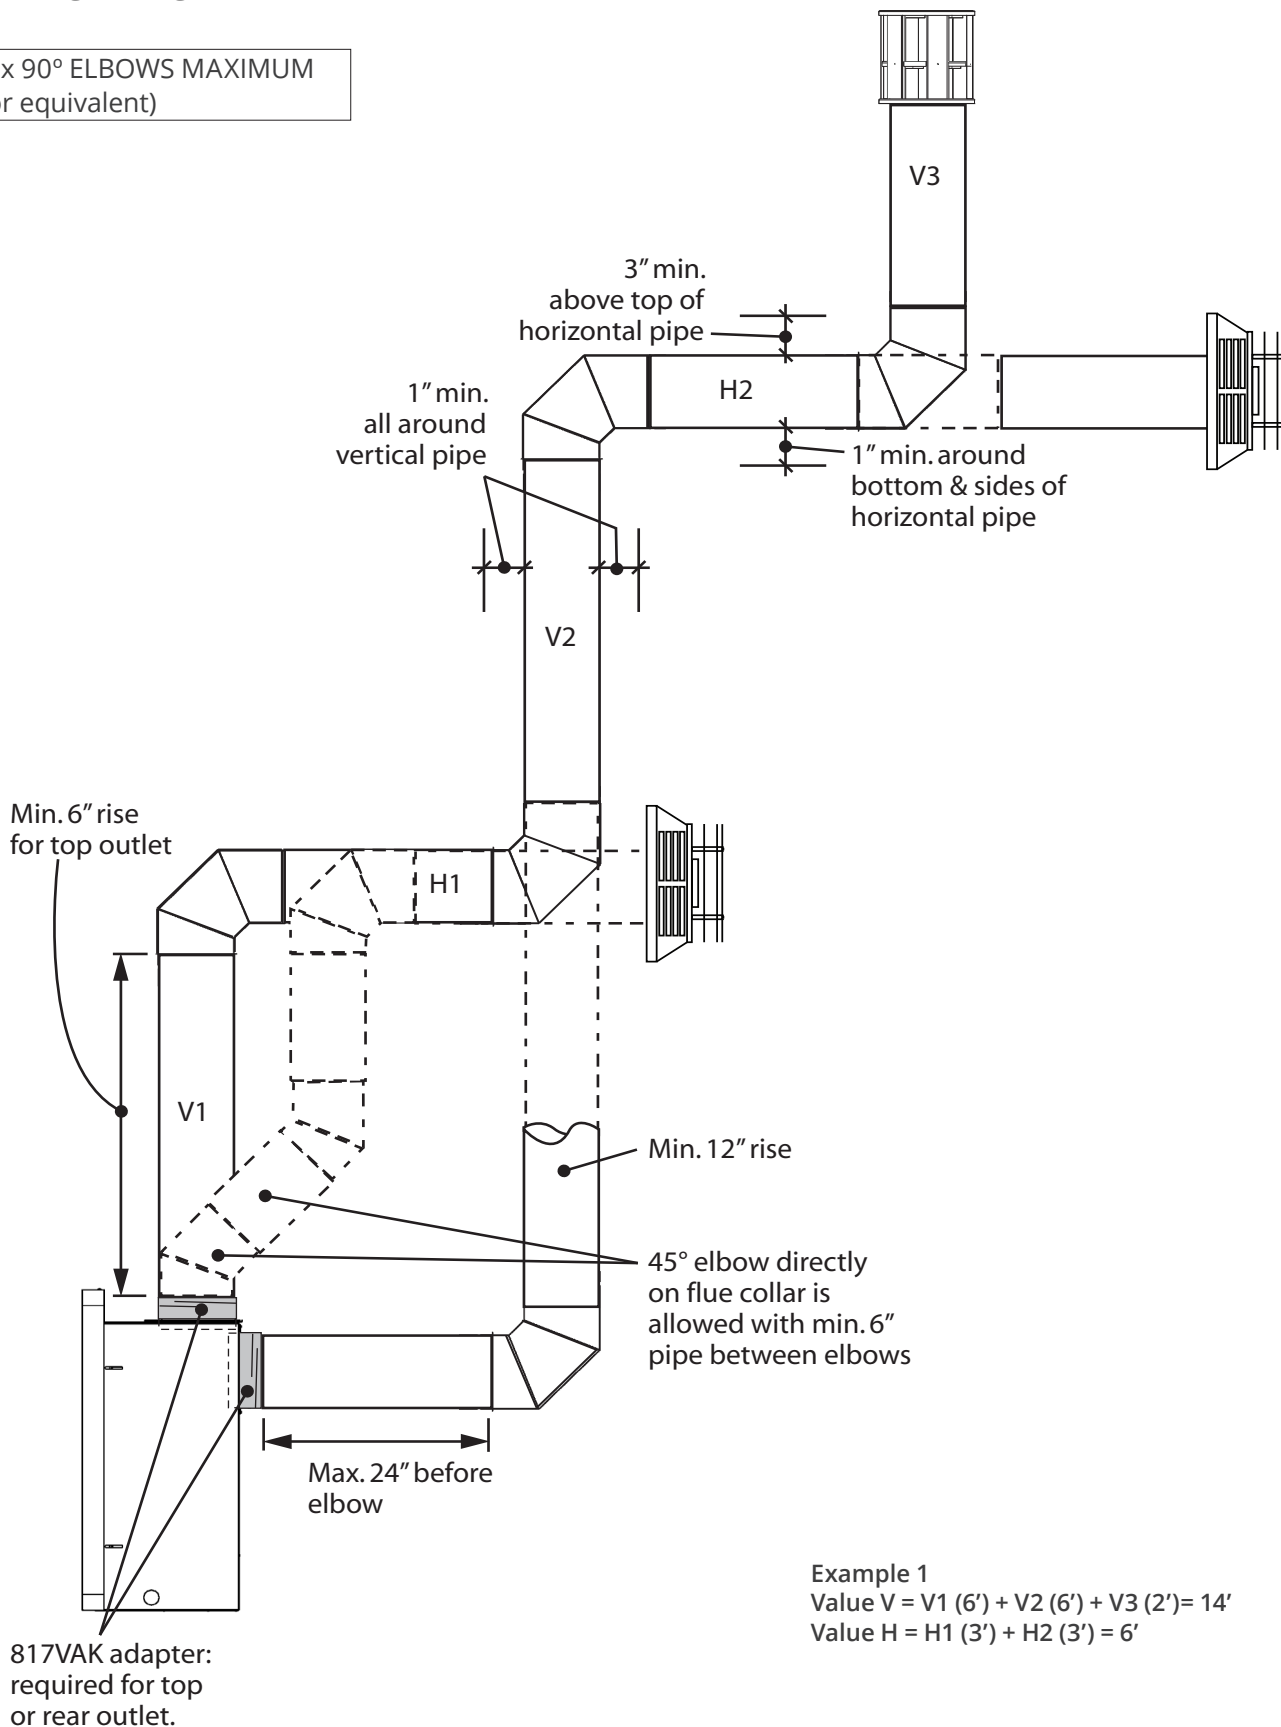 x 90º ELBOWS MAXIMUM
r equivalent)
V3
3” min.
above top of
horizontal pipe
H2
1” min.
all around
vertical pipe
1” min. around
bottom & sides of
horizontal pipe
V2
Min. 6” rise
for top outlet
H1
V1
Min. 12” rise
45° elbow directly
on flue collar is
allowed with min. 6”
pipe between elbows
Max. 24” before
elbow
Example 1
Value V = V1 (6’) + V2 (6’) + V3 (2’)= 14’
Value H = H1 (3’) + H2 (3’) = 6’
817VAK adapter:
required for top
or rear outlet.